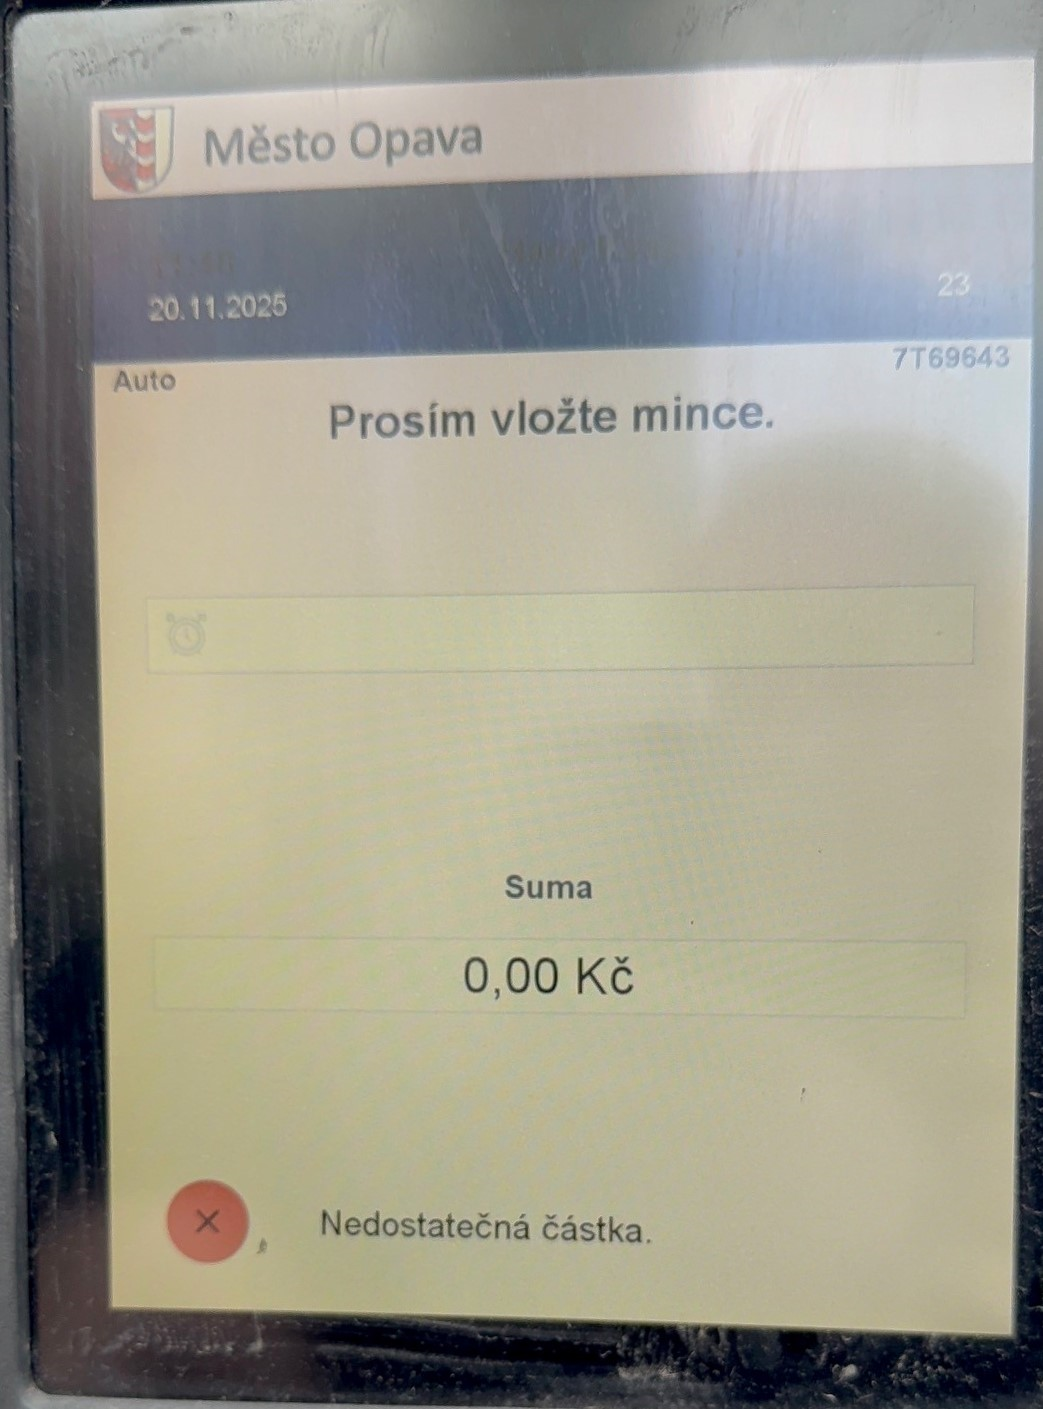 Město Opava
20.11.2025
23
7T69643
Auto
Prosím vložte mince.
Suma
0,00 Kč
Nedostatečná částka.